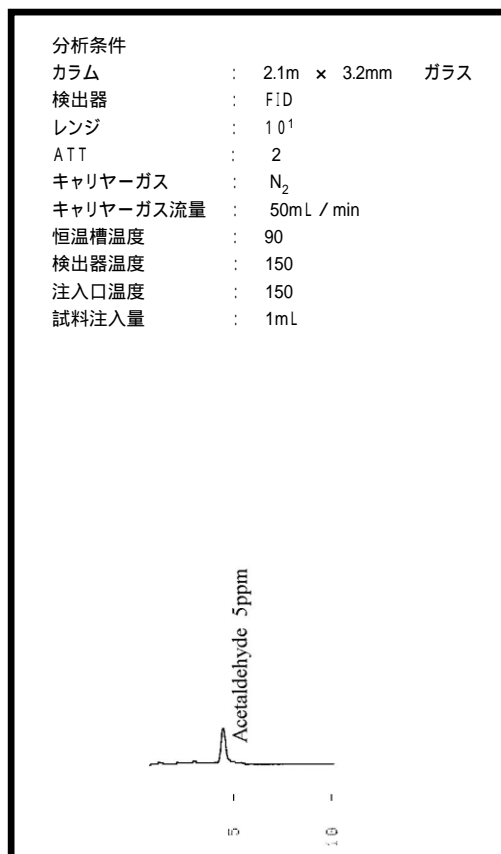 分析条件
カラム : 2.1m × 3.2mm ガラス
検出器 : FID
レンジ : 10¹
ATT : 2
キャリヤーガス : N₂
キャリヤーガス流量 : 50mL／min
恒温槽温度 : 90
検出器温度 : 150
注入口温度 : 150
試料注入量 : 1mL
Acetaldehyde 5ppm
5
10